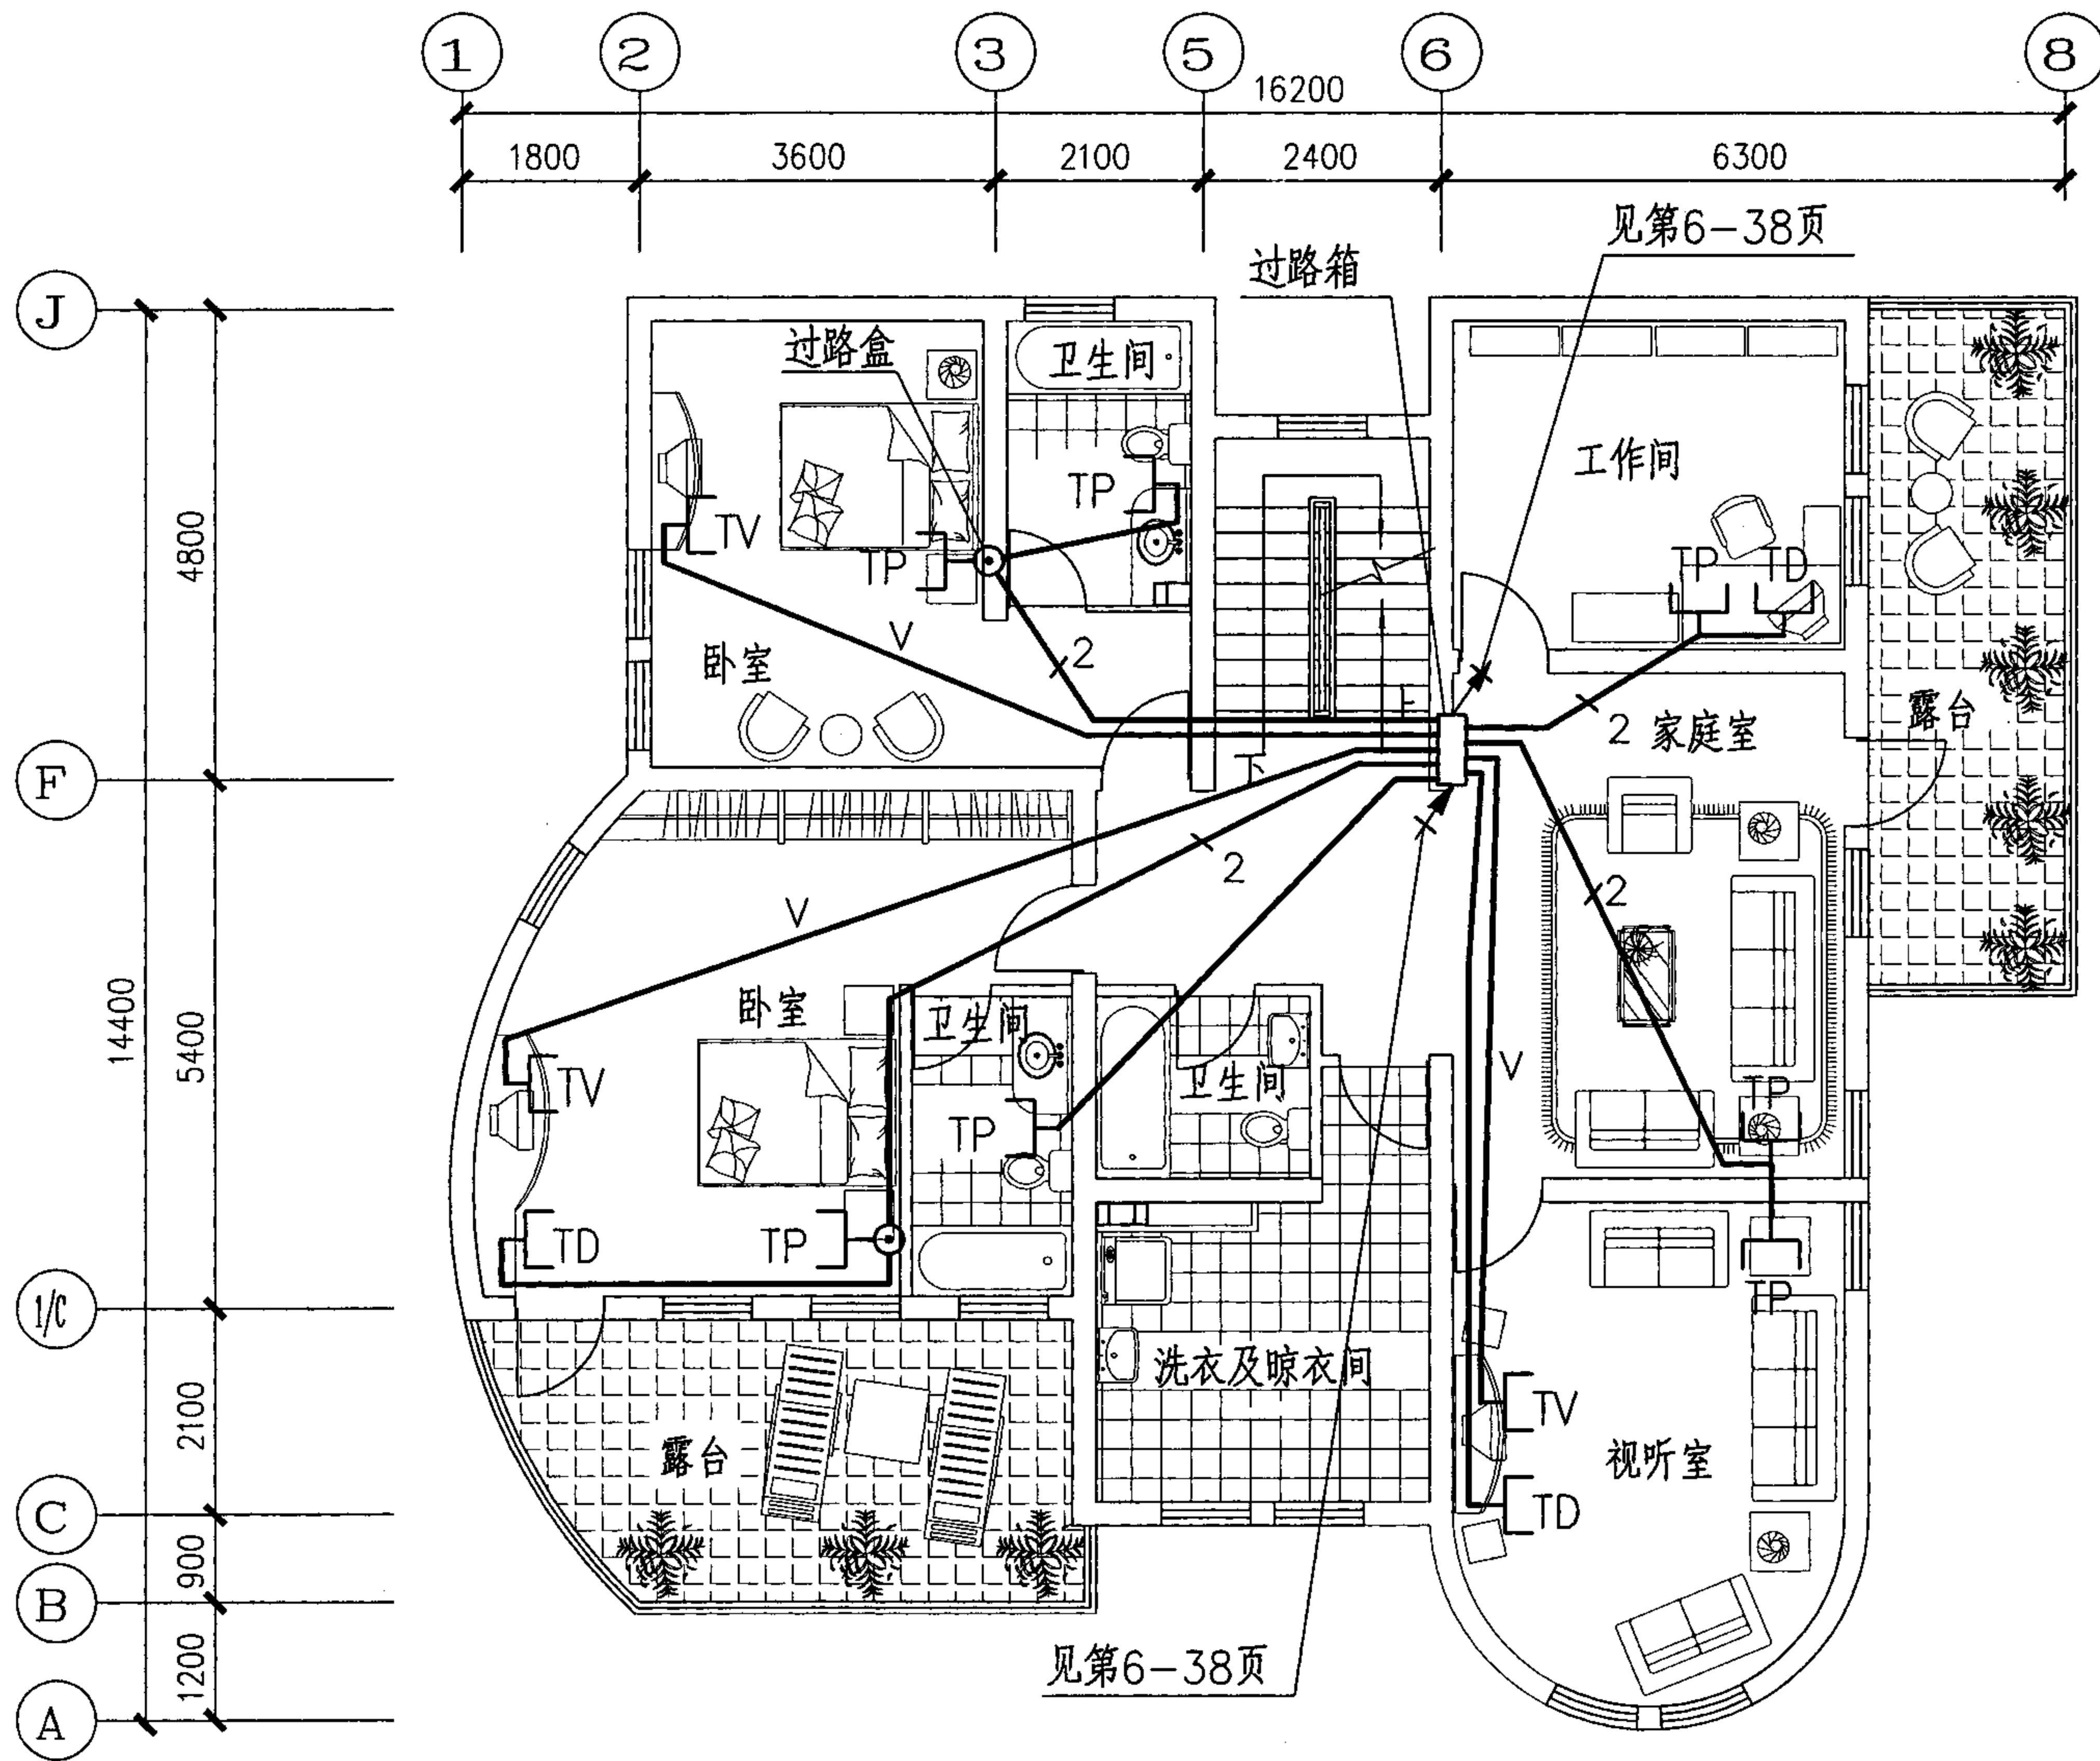 1
2
3
5
6
8
16200
1800
3600
2100
2400
6300
见第6-38页
过路箱
J
过路盒
卫生间
工作间
TP
TV
TP
TP
TD
4800
V
2
卧室
上
2
家庭室
露台
F
下
2
V
2
14400
5400
卧室
卫生间
TV
卫生间
V
TP
TP
TD
TP
TP
1/C
洗衣及晾衣间
2100
TV
露台
视听室
C
TD
900
B
见第6-38页
1200
A